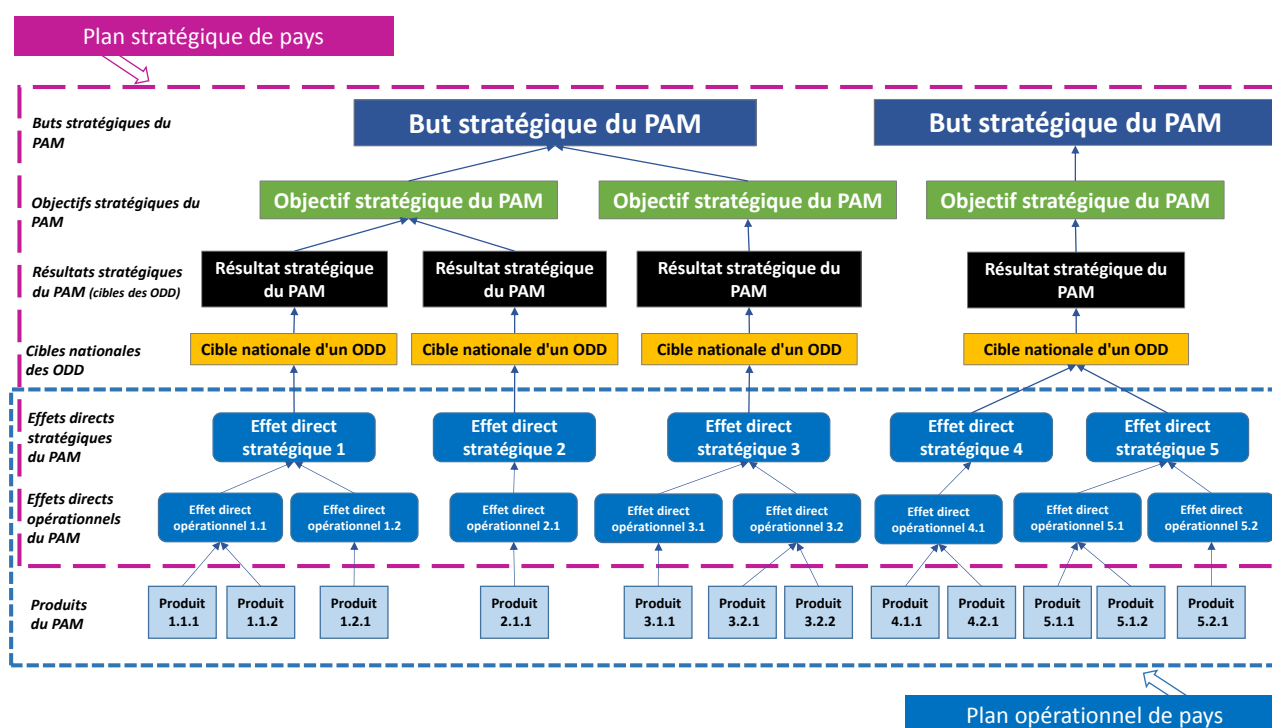 Plan stratégique de pays
Buts stratégiques du
PAM
But stratégique du PAM
But stratégique du PAM
Objectifs stratégiques du
PAM
Objectif stratégique du PAM
Objectif stratégique du PAM
Objectif stratégique du PAM
Résultats stratégiques
du PAM (cibles des ODD)
Résultat stratégique
du PAM
Résultat stratégique
du PAM
Résultat stratégique du
PAM
Résultat stratégique du
PAM
Cibles nationales
des ODD
Cible nationale d'un ODD
Cible nationale d'un ODD
Cible nationale d'un ODD
Cible nationale d'un ODD
Effets directs
stratégiques
du PAM
Effet direct
stratégique 1
Effet direct
stratégique 2
Effet direct
stratégique 3
Effet direct
stratégique 4
Effet direct
stratégique 5
Effets directs
opérationnels
du PAM
Effet direct
opérationnel 1.1
Effet direct
opérationnel 1.2
Effet direct
opérationnel 2.1
Effet direct
opérationnel 3.1
Effet direct
opérationnel 3.2
Effet direct
opérationnel 4.1
Effet direct
opérationnel 5.1
Effet direct
opérationnel 5.2
Produits
du PAM
Produit
1.1.1
Produit
1.1.2
Produit
1.2.1
Produit
2.1.1
Produit
3.1.1
Produit
3.2.1
Produit
3.2.2
Produit
4.1.1
Produit
4.2.1
Produit
5.1.1
Produit
5.1.2
Produit
5.2.1
Plan opérationnel de pays